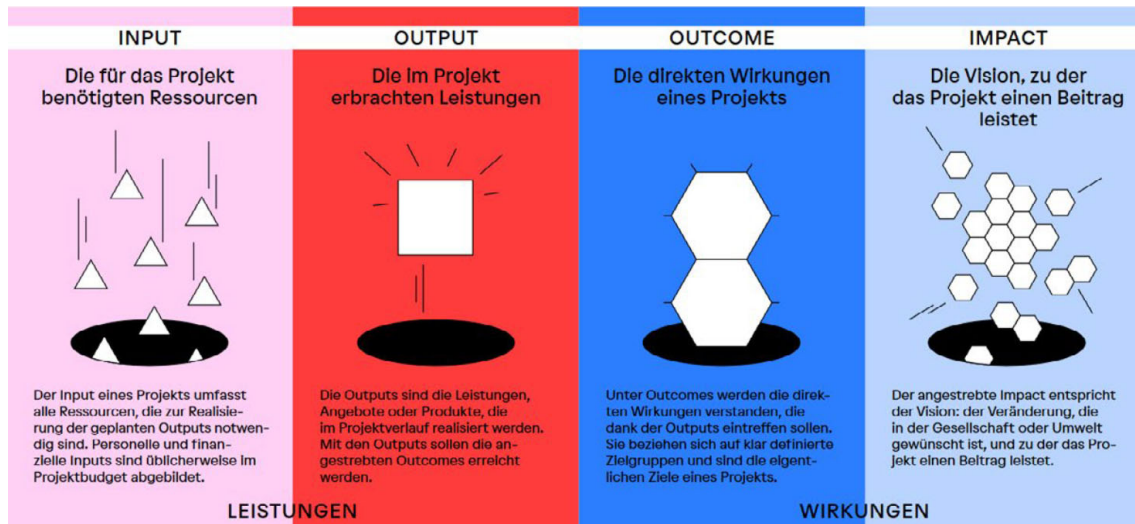 INPUT
Die für das Projekt
benötigten Ressourcen
Der Input eines Projekts umfasst
alle Ressourcen, die zur Realisie-
rung der geplanten Outputs notwen-
dig sind. Personelle und finan-
zielle Inputs sind üblicherweise im
Projektbudget abgebildet.
OUTPUT
Die im Projekt
erbrachten Leistungen
Die Outputs sind die Leistungen,
Angebote oder Produkte, die
im Projektverlauf realisiert werden.
Mit den Outputs sollen die an-
gestrebten Outcomes erreicht
werden.
OUTCOME
Die direkten Wirkungen
eines Projekts
Unter Outcomes werden die direk-
ten Wirkungen verstanden, die
dank der Outputs eintreffen sollen.
Sie beziehen sich auf klar definierte
Zielgruppen und sind die eigent-
lichen Ziele eines Projekts.
IMPACT
Die Vision, zu der
das Projekt einen Beitrag
leistet
Der angestrebte Impact entspricht
der Vision: der Veränderung, die
in der Gesellschaft oder Umwelt
gewünscht ist, und zu der das Pro-
jekt einen Beitrag leistet.
LEISTUNGEN
WIRKUNGEN